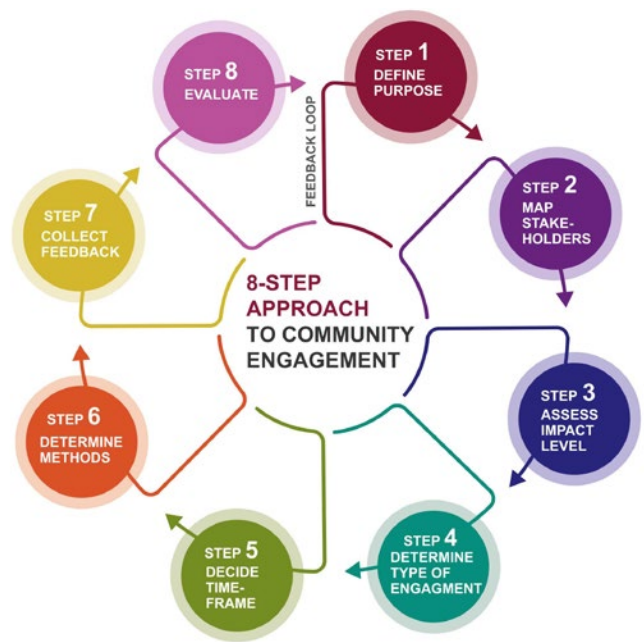 8-STEP
APPROACH
TO COMMUNITY
ENGAGEMENT
STEP 1
DEFINE
PURPOSE
STEP 2
MAP
STAKE-
HOLDERS
STEP 3
ASSESS
IMPACT
LEVEL
STEP 4
DETERMINE
TYPE OF
ENGAGMENT
STEP 5
DECIDE
TIME-
FRAME
STEP 6
DETERMINE
METHODS
STEP 7
COLLECT
FEEDBACK
STEP 8
EVALUATE
FEEDBACK LOOP